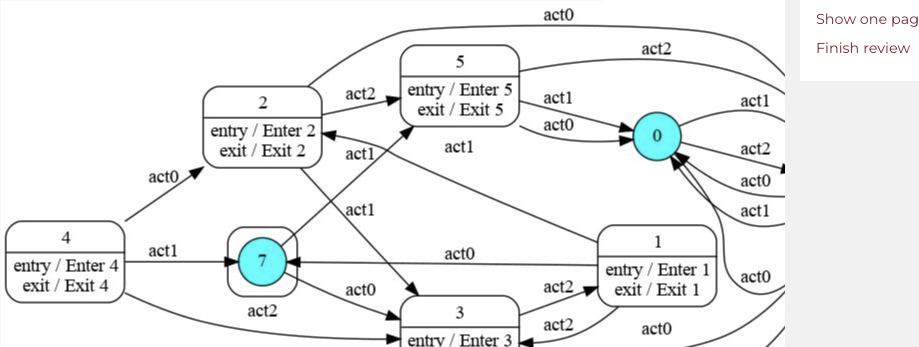 act0
Show one pag
Finish review
5
act2
entry / Enter 5
exit / Exit 5
2
act2
act1
act1
entry / Enter 2
exit / Exit 2
act0
0
act1
act1
act2
act0
act0
act1
act1
4
entry / Enter 4
exit / Exit 4
act1
7
act0
1
entry / Enter 1
exit / Exit 1
act0
act0
act2
act2
3
entry / Enter 3
act2
act0